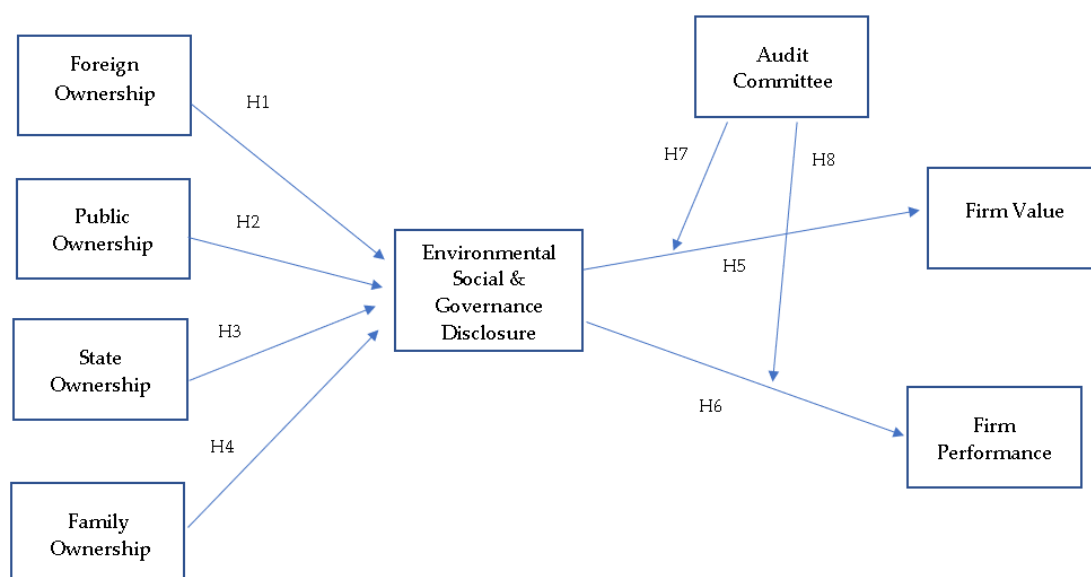 Foreign
Ownership
H1
Public
Ownership
H2
State
Ownership
H3
Family
Ownership
H4
Environmental
Social &
Governance
Disclosure
Audit
Committee
H7
H8
H5
Firm Value
H6
Firm
Performance